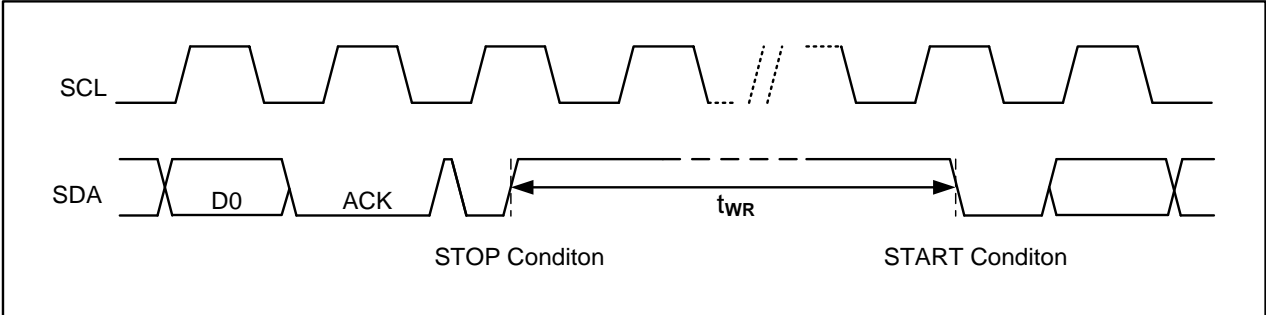 SCL
SDA
D0
ACK
tWR
STOP Conditon
START Conditon